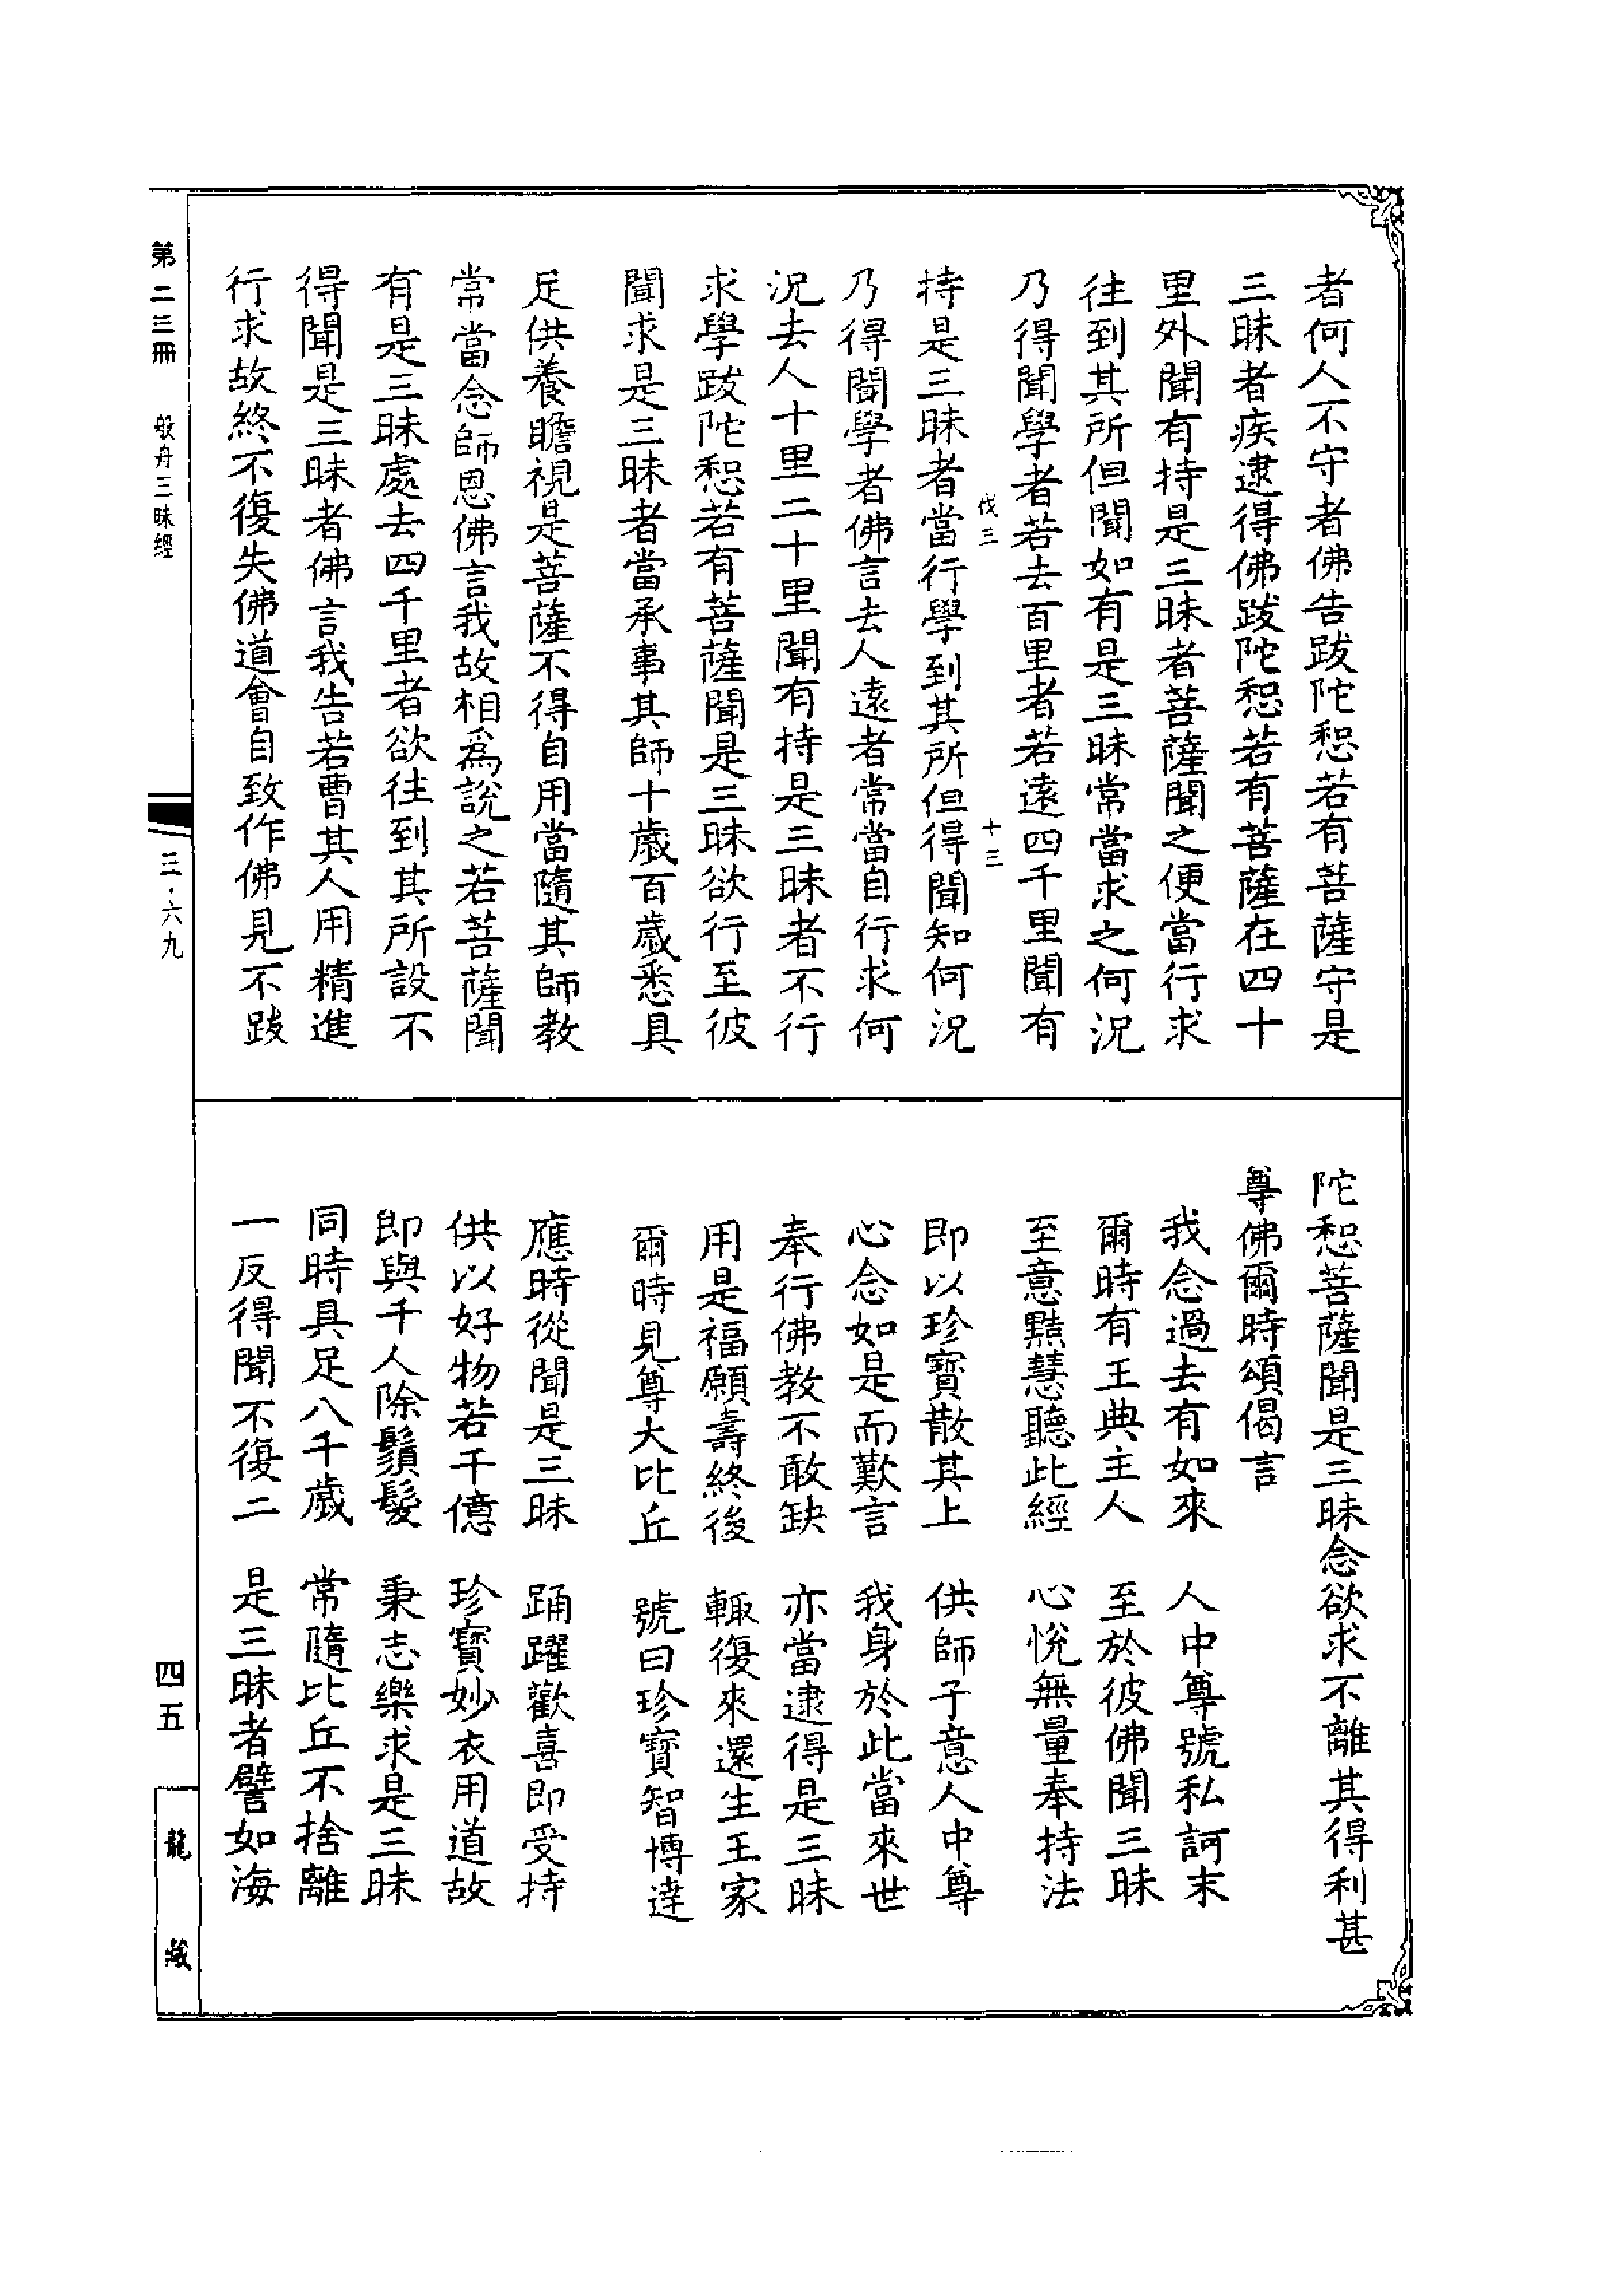 者何人不守者佛告跋陀惒若有菩薩守是
三昧者疾逮得佛跋陀惒若有菩薩在四十
里外聞有持是三昧者菩薩聞之便當行求
往到其所但聞如有是三昧常當求之何況
乃得聞學者若去百里者若遠四千里聞有
伐三 十三
持是三昧者當行學到其所但得聞知何況
乃得聞學者佛言去人遠者常當自行求何
況去人十里二十里聞有持是三昧者不行
求學跋陀惒若有菩薩聞是三昧欲行至彼
聞求是三昧者當承事其師十歲百歲悉具
足供養瞻視是菩薩不得自用當隨其師教
常當念師恩佛言我故相爲說之若菩薩聞
有是三昧處去四千里者欲往到其所設不
得聞是三昧者佛言我告若曹其人用精進
行求故終不復失佛道會自致作佛見不跋
陀惒菩薩聞是三昧念欲求不離其得利甚
尊佛爾時頌偈言
我念過去有如來 人中尊號私訶末
爾時有王典主人 至於彼佛聞三昧
至意黠慧聽此經 心悅無量奉持法
即以珍寶散其上 供師子意人中尊
心念如是而歎言 我身於此當來世
奉行佛教不敢缺 亦當逮得是三昧
用是福願壽終後 輒復來還生王家
爾時見尊大比丘 號曰珍寶智博達
應時從聞是三昧 踊躍歡喜即受持
供以好物若干億 珍寶妙衣用道故
即與千人除鬚髮 秉志樂求是三昧
同時具足八千歲 常隨比丘不捨離
一反得聞不復二 是三昧者譬如海
第二三冊 般舟三昧經 三·六九 四五 龍藏